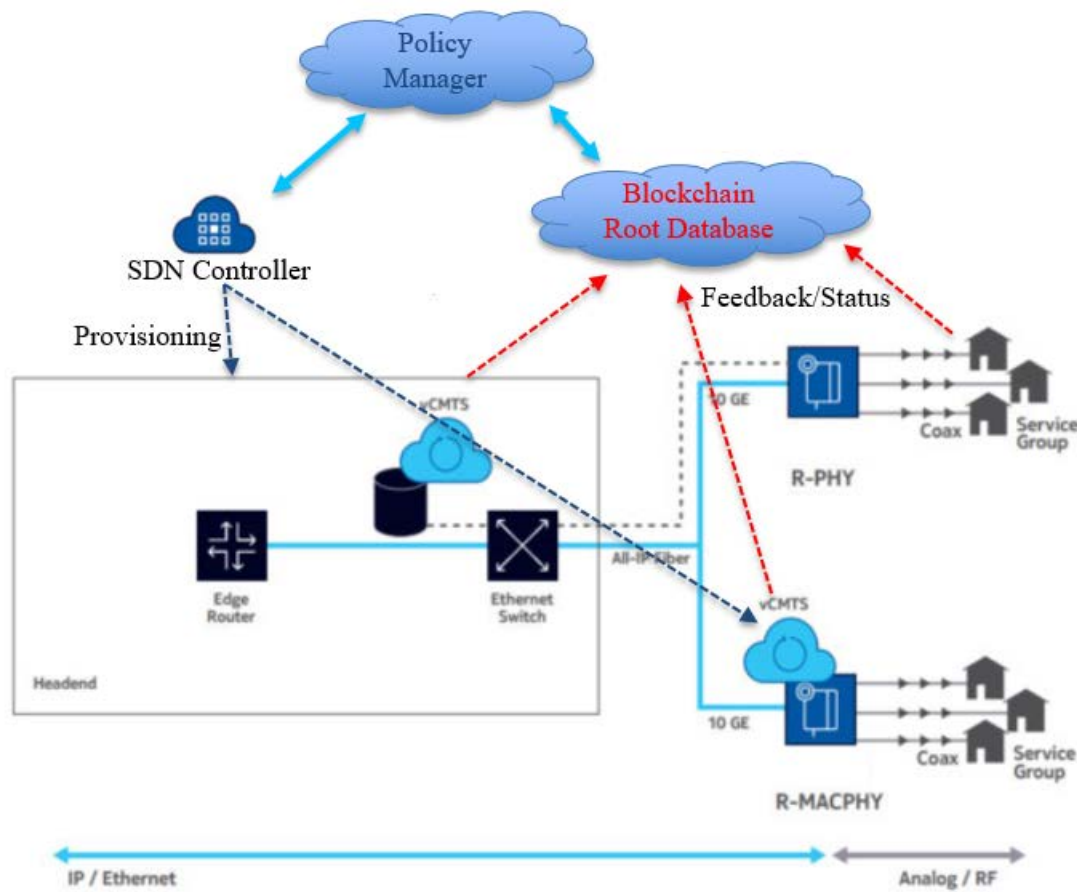 Policy
Manager
Blockchain
Root Database
SDN Controller
Feedback/Status
Provisioning
vCMTS
10 GE
Coax
Service
Group
R-PHY
All-IP Fiber
Edge
Router
Ethernet
Switch
vCMTS
Headend
10 GE
Coax
Service
Group
R-MACPHY
IP / Ethernet
Analog / RF